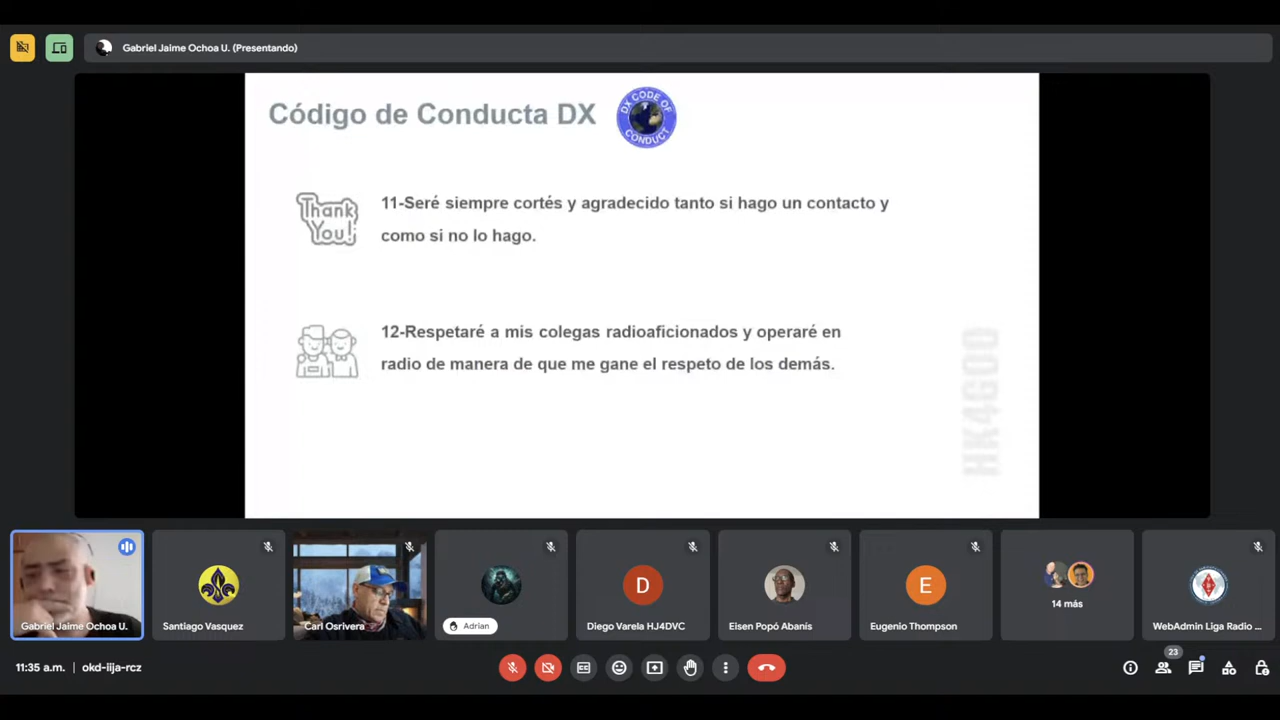 Gabriel Jaime Ochoa U. (Presentando)
Código de Conducta DX
DX CODE OF
CONDUCT
Thank
You!
11-Seré siempre cortés y agradecido tanto si hago un contacto y
como si no lo hago.
12-Respetaré a mis colegas radioaficionados y operaré en
radio de manera de que me gane el respeto de los demás.
HK4GOO
Gabriel Jaime Ochoa U.
Santiago Vasquez
Carl Osrivera
Adrian
D
Diego Varela HJ4DVC
Eisen Popó Abanís
E
Eugenio Thompson
14 más
WebAdmin Liga Radio ...
11:35 a.m. | okd-iija-rcz
23